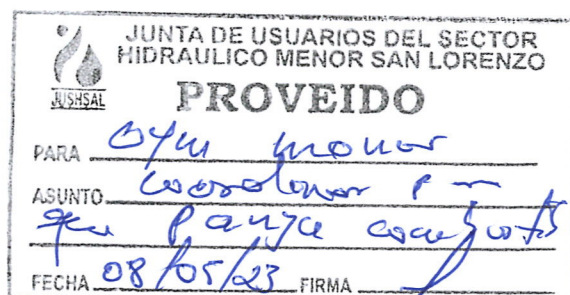 JUNTA DE USUARIOS DEL SECTOR
HIDRAULICO MENOR SAN LORENZO
JUSHSAL
PROVEIDO
PARA OyM menor
ASUNTO coordinar
que
FECHA 08/05/23 FIRMA